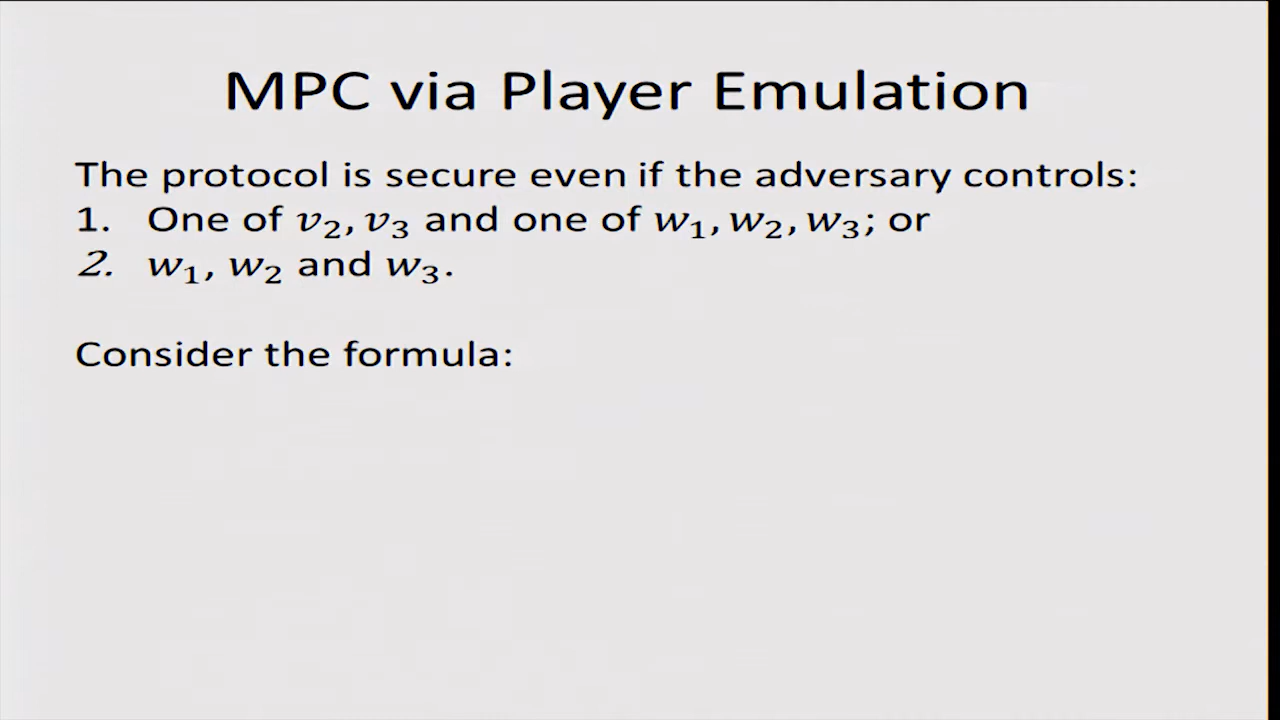 MPC via Player Emulation
The protocol is secure even if the adversary controls:
1. One of 𝑣₂, 𝑣₃ and one of 𝑤₁, 𝑤₂, 𝑤₃; or
2. 𝑤₁, 𝑤₂ and 𝑤₃.
Consider the formula: